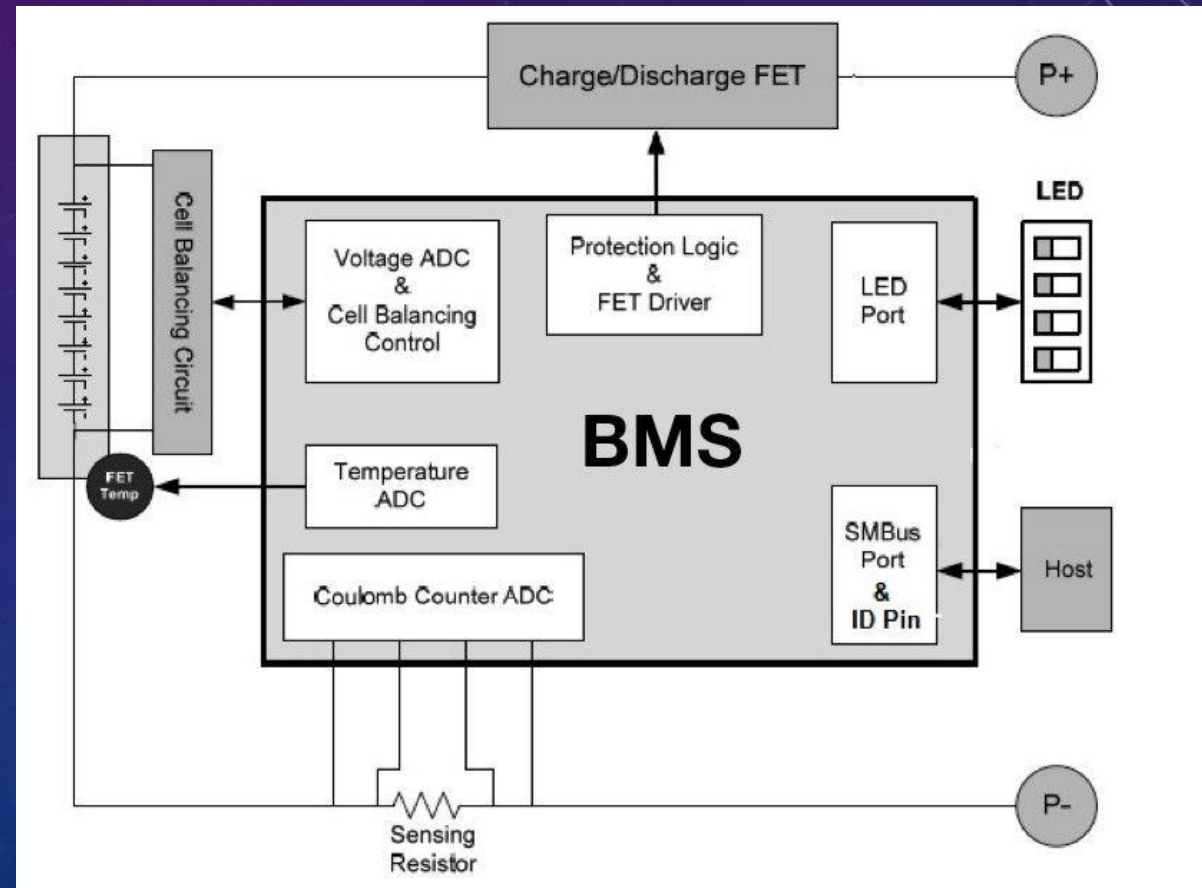 Charge/Discharge FET
P+
LED
Cell Balancing Circuit
Voltage ADC
&
Cell Balancing
Control
Protection Logic
&
FET Driver
LED
Port
BMS
FET
Temp
Temperature
ADC
SMBus
Port
&
ID Pin
Host
Coulomb Counter ADC
Sensing
Resistor
P-